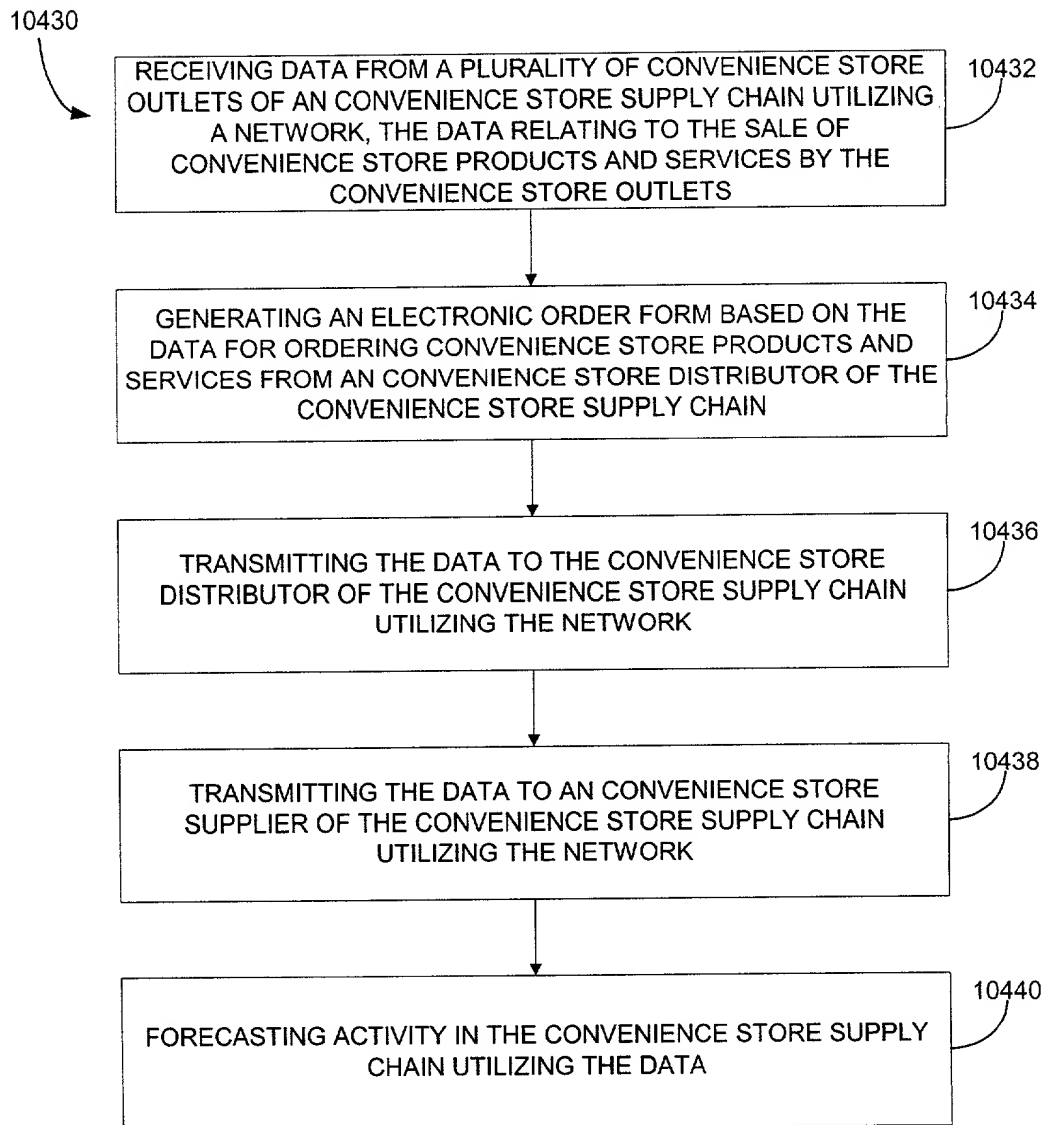 10430
RECEIVING DATA FROM A PLURALITY OF CONVENIENCE STORE
OUTLETS OF AN CONVENIENCE STORE SUPPLY CHAIN UTILIZING
A NETWORK, THE DATA RELATING TO THE SALE OF
CONVENIENCE STORE PRODUCTS AND SERVICES BY THE
CONVENIENCE STORE OUTLETS
10432
GENERATING AN ELECTRONIC ORDER FORM BASED ON THE
DATA FOR ORDERING CONVENIENCE STORE PRODUCTS AND
SERVICES FROM AN CONVENIENCE STORE DISTRIBUTOR OF THE
CONVENIENCE STORE SUPPLY CHAIN
10434
TRANSMITTING THE DATA TO THE CONVENIENCE STORE
DISTRIBUTOR OF THE CONVENIENCE STORE SUPPLY CHAIN
UTILIZING THE NETWORK
10436
TRANSMITTING THE DATA TO AN CONVENIENCE STORE
SUPPLIER OF THE CONVENIENCE STORE SUPPLY CHAIN
UTILIZING THE NETWORK
10438
FORECASTING ACTIVITY IN THE CONVENIENCE STORE SUPPLY
CHAIN UTILIZING THE DATA
10440